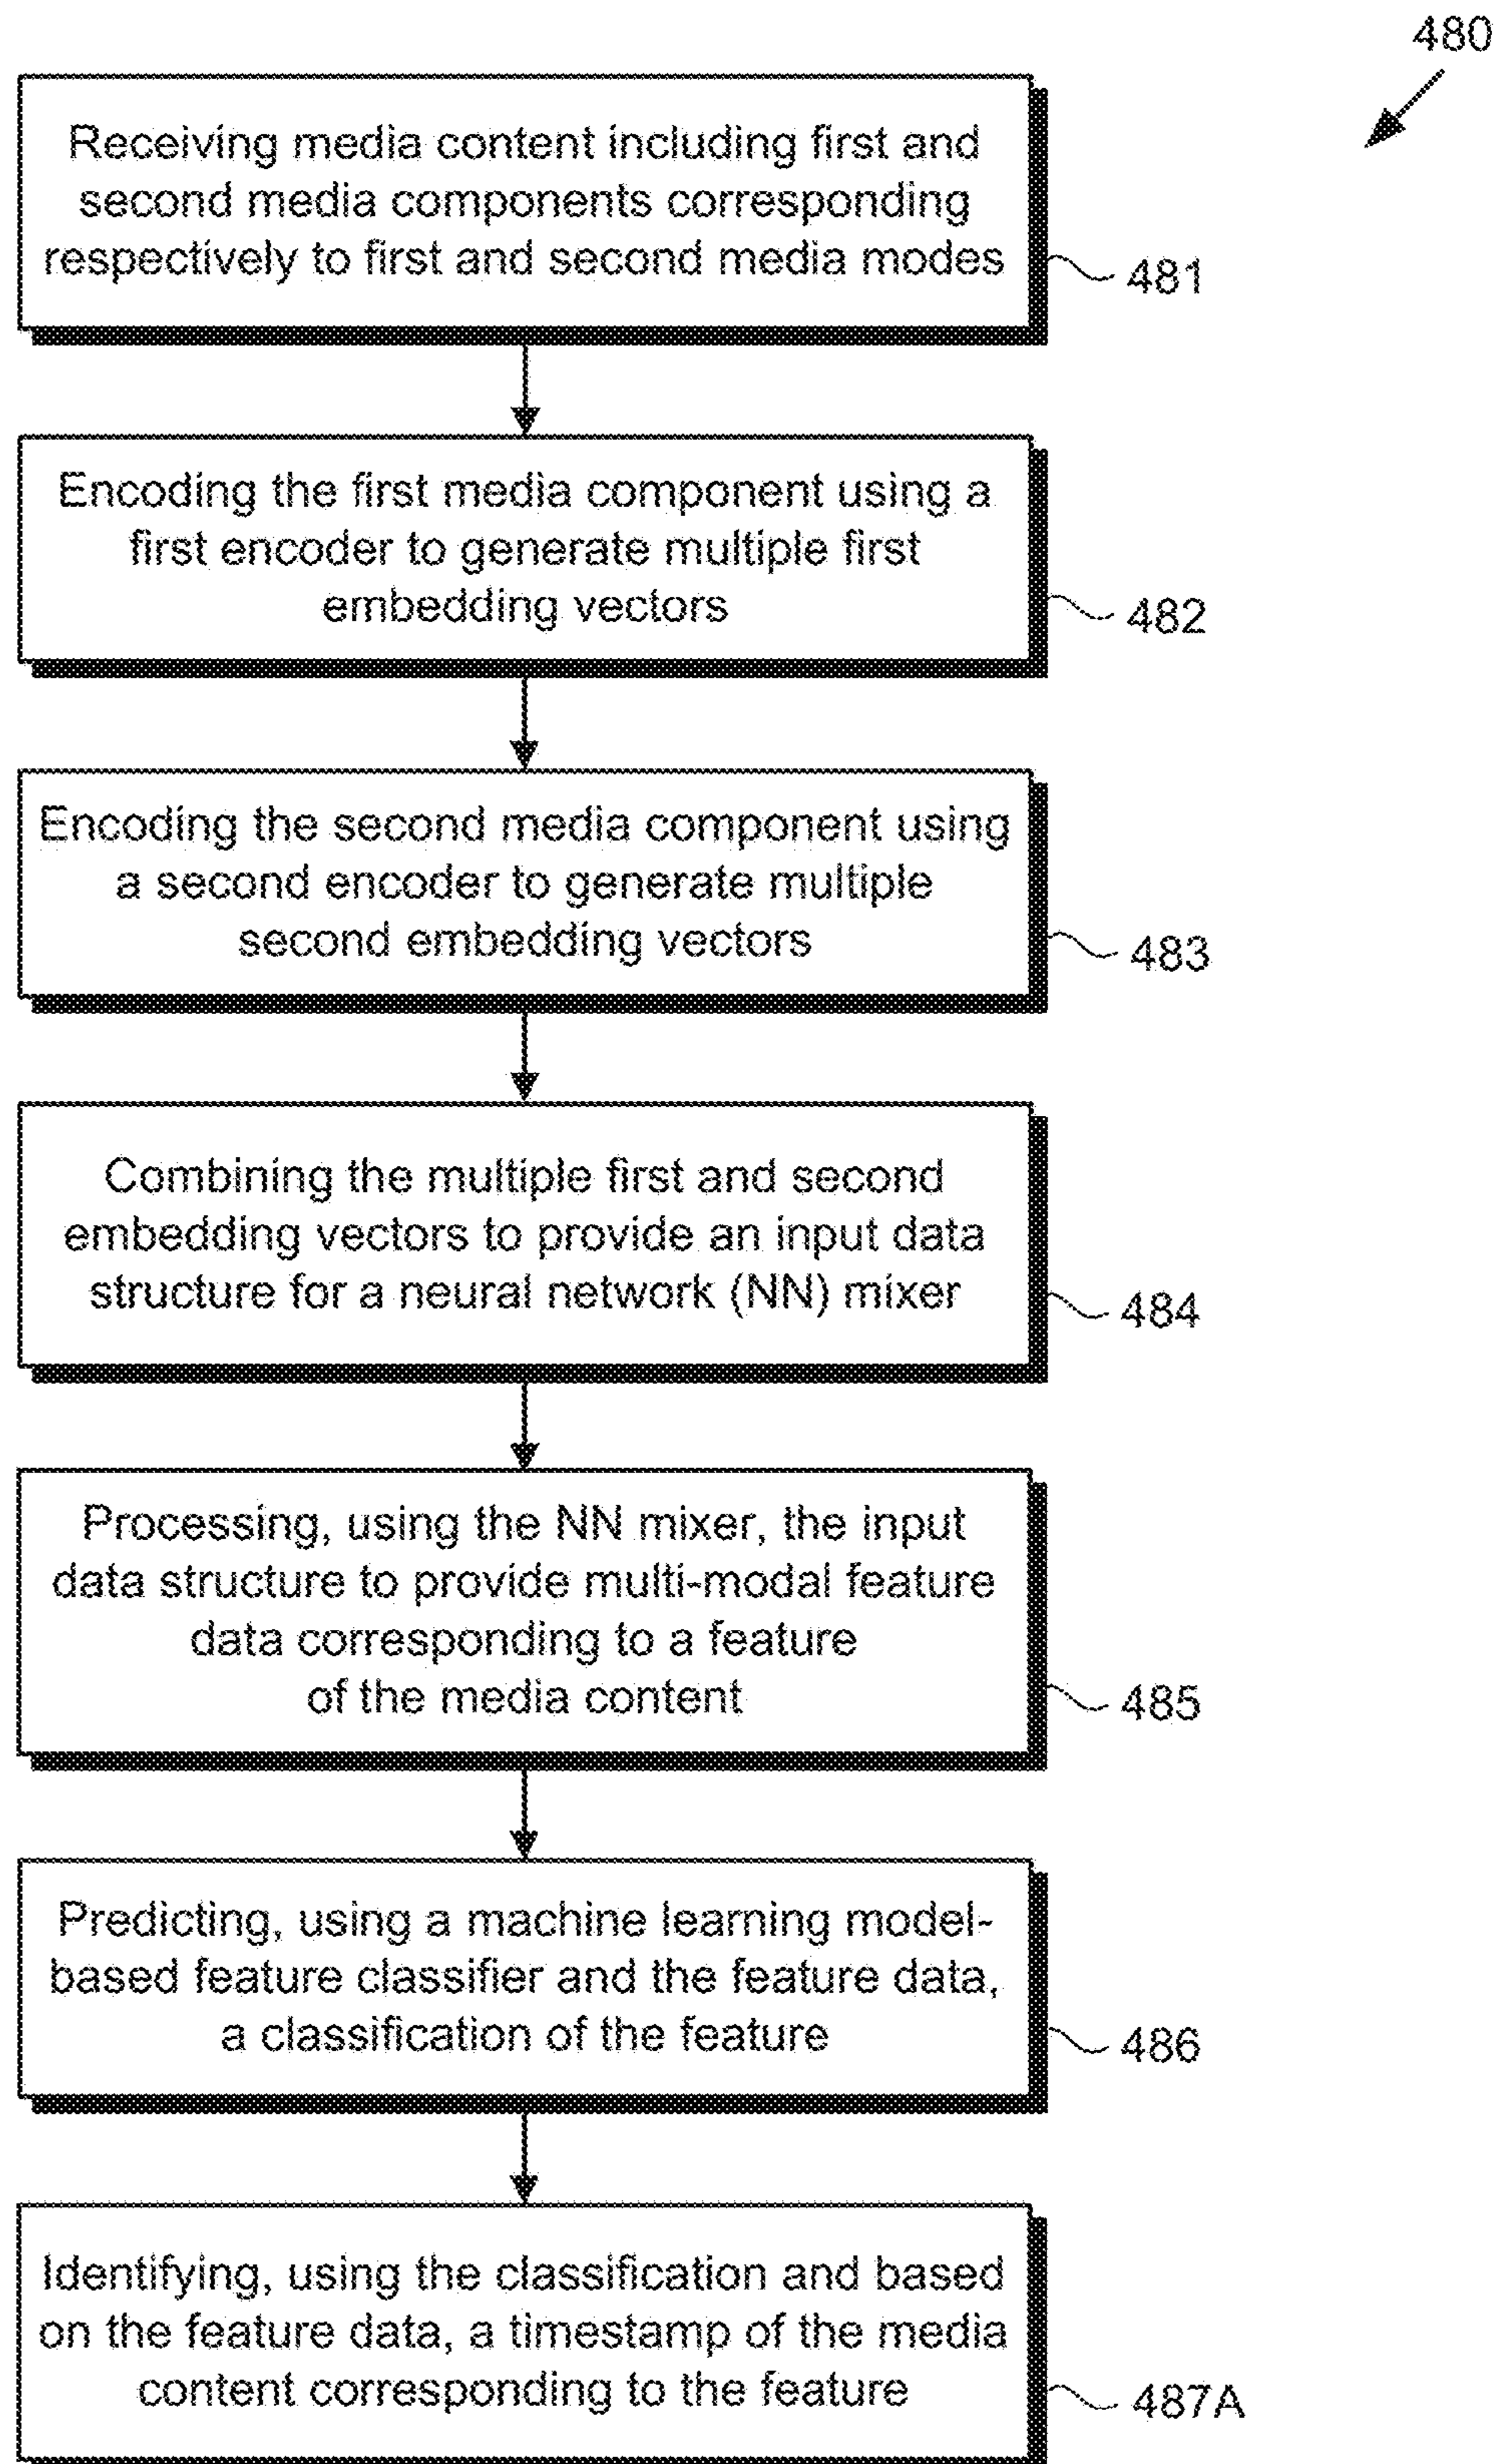 480
Receiving media content including first and
second media components corresponding
respectively to first and second media modes
481
Encoding the first media component using a
first encoder to generate multiple first
embedding vectors
482
Encoding the second media component using
a second encoder to generate multiple
second embedding vectors
483
Combining the multiple first and second
embedding vectors to provide an input data
structure for a neural network (NN) mixer
484
Processing, using the NN mixer, the input
data structure to provide multi-modal feature
data corresponding to a feature
of the media content
485
Predicting, using a machine learning model-
based feature classifier and the feature data,
a classification of the feature
486
Identifying, using the classification and based
on the feature data, a timestamp of the media
content corresponding to the feature
487A